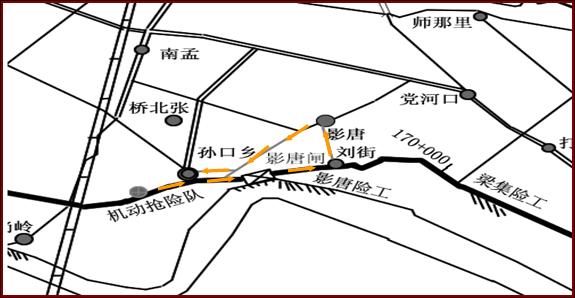 师那里
南孟
党河口
桥北张
影唐
170+000
孙口乡
影唐闸
刘街
影唐险工
梁集险工
机动抢险队
岭